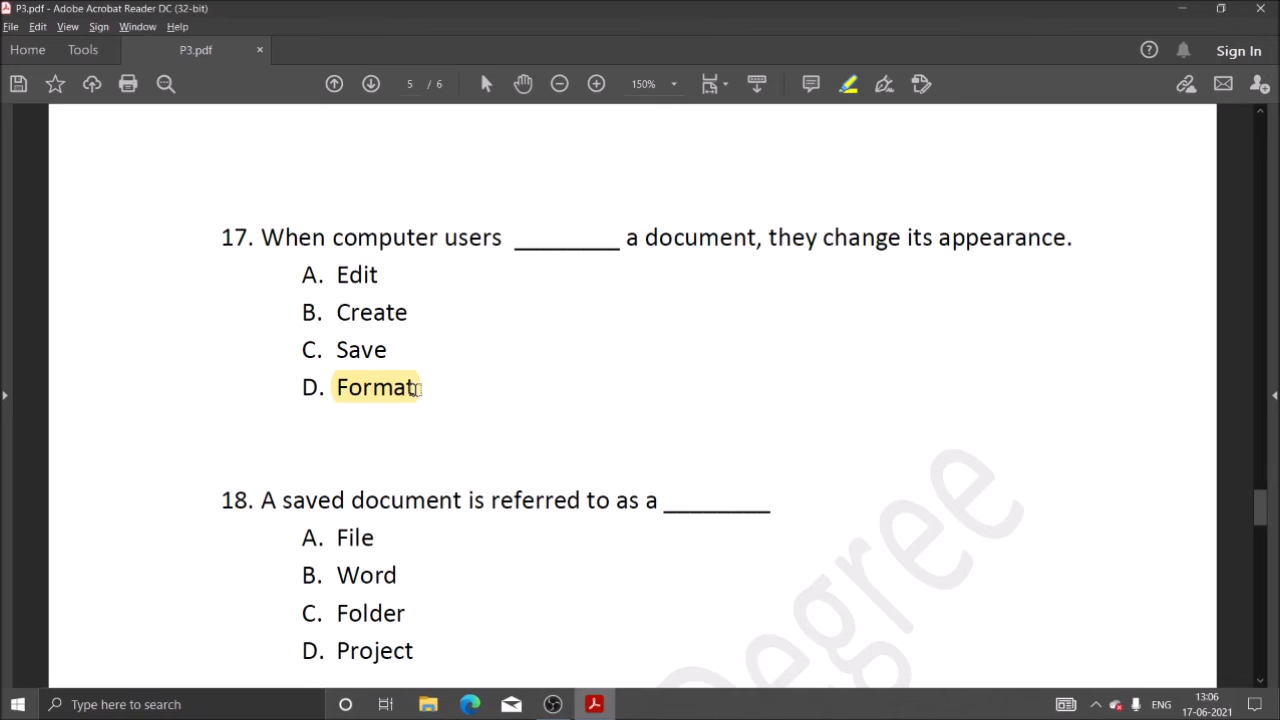 P3.pdf - Adobe Acrobat Reader DC (32-bit)
File Edit View Sign Window Help
Home Tools P3.pdf × Sign In
5 / 6 150%
17. When computer users ________ a document, they change its appearance.
A. Edit
B. Create
C. Save
D. Format
18. A saved document is referred to as a ________
A. File
B. Word
C. Folder
D. Project
Degree
Type here to search
ENG
13:06
17-06-2021